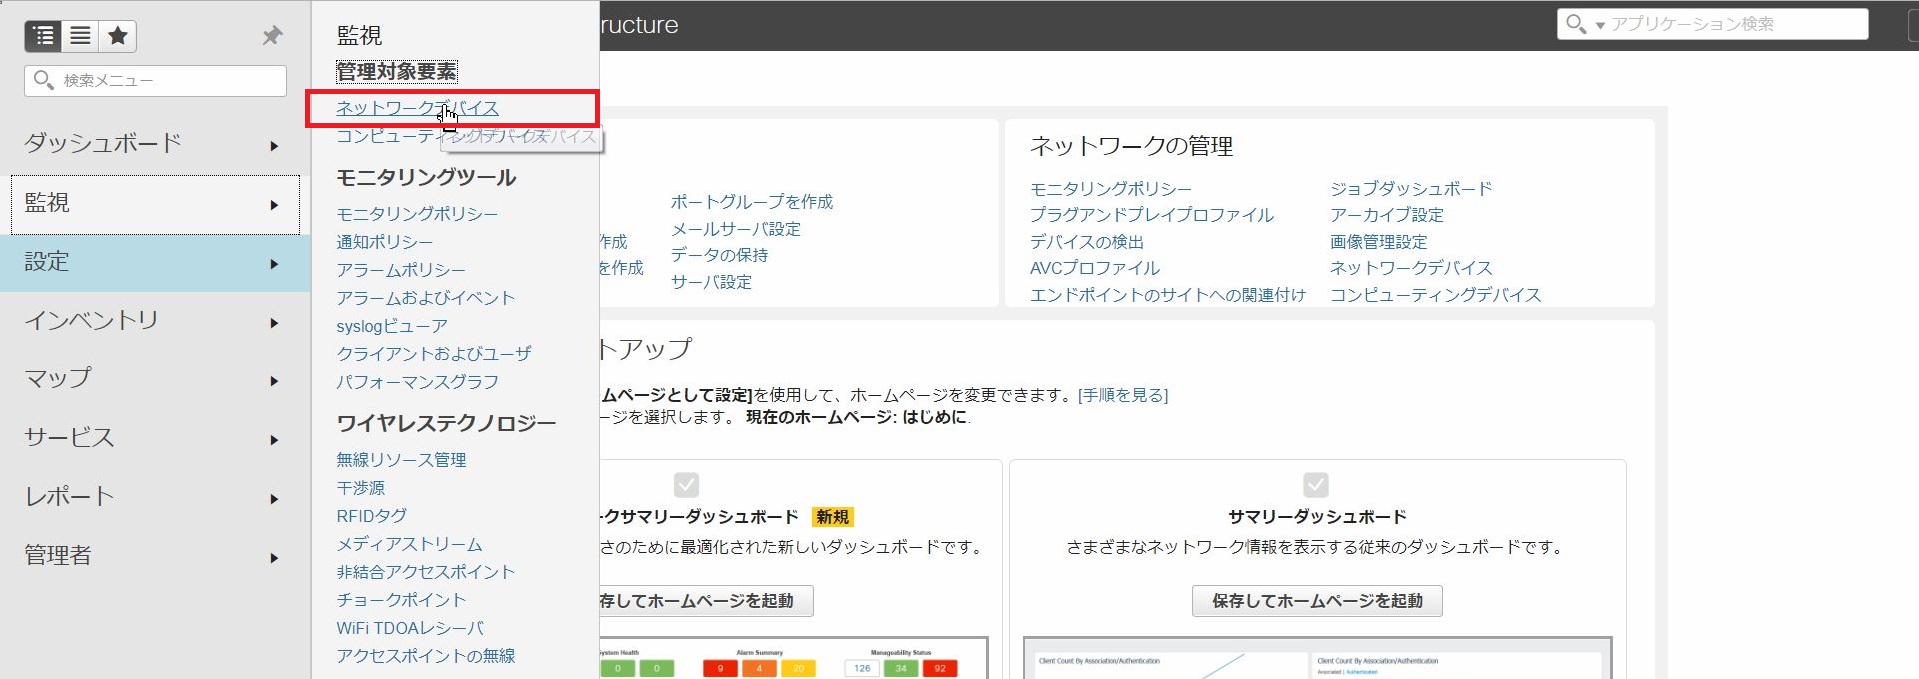 検索メニュー
ダッシュボード
監視
設定
インベントリ
マップ
サービス
レポート
管理者
監視
管理対象要素
ネットワークデバイス
コンピューティングデバイス
モニタリングツール
モニタリングポリシー
通知ポリシー
アラームポリシー
アラームおよびイベント
syslogビューア
クライアントおよびユーザ
パフォーマンスグラフ
ワイヤレステクノロジー
無線リソース管理
干渉源
RFIDタグ
メディアストリーム
非結合アクセスポイント
チョークポイント
WiFi TDOAレシーバ
アクセスポイントの無線
ructure
アプリケーション検索
作成
を作成
ポートグループを作成
メールサーバ設定
データの保持
サーバ設定
ネットワークの管理
モニタリングポリシー
プラグアンドプレイプロファイル
デバイスの検出
AVCプロファイル
エンドポイントのサイトへの関連付け
ジョブダッシュボード
アーカイブ設定
画像管理設定
ネットワークデバイス
コンピューティングデバイス
トアップ
ムページとして設定]を使用して、ホームページを変更できます。[手順を見る]
ージを選択します。 現在のホームページ: はじめに.
ークサマリーダッシュボード 新規
さのために最適化された新しいダッシュボードです。
存してホームページを起動
ystem Health
0 0
Alarm Summary
9 4 20
Manageability Status
126 34 92
サマリーダッシュボード
さまざまなネットワーク情報を表示する従来のダッシュボードです。
保存してホームページを起動
Client Count By Association/Authentication
Client Count By Association/Authentication
Associated | Authenticated